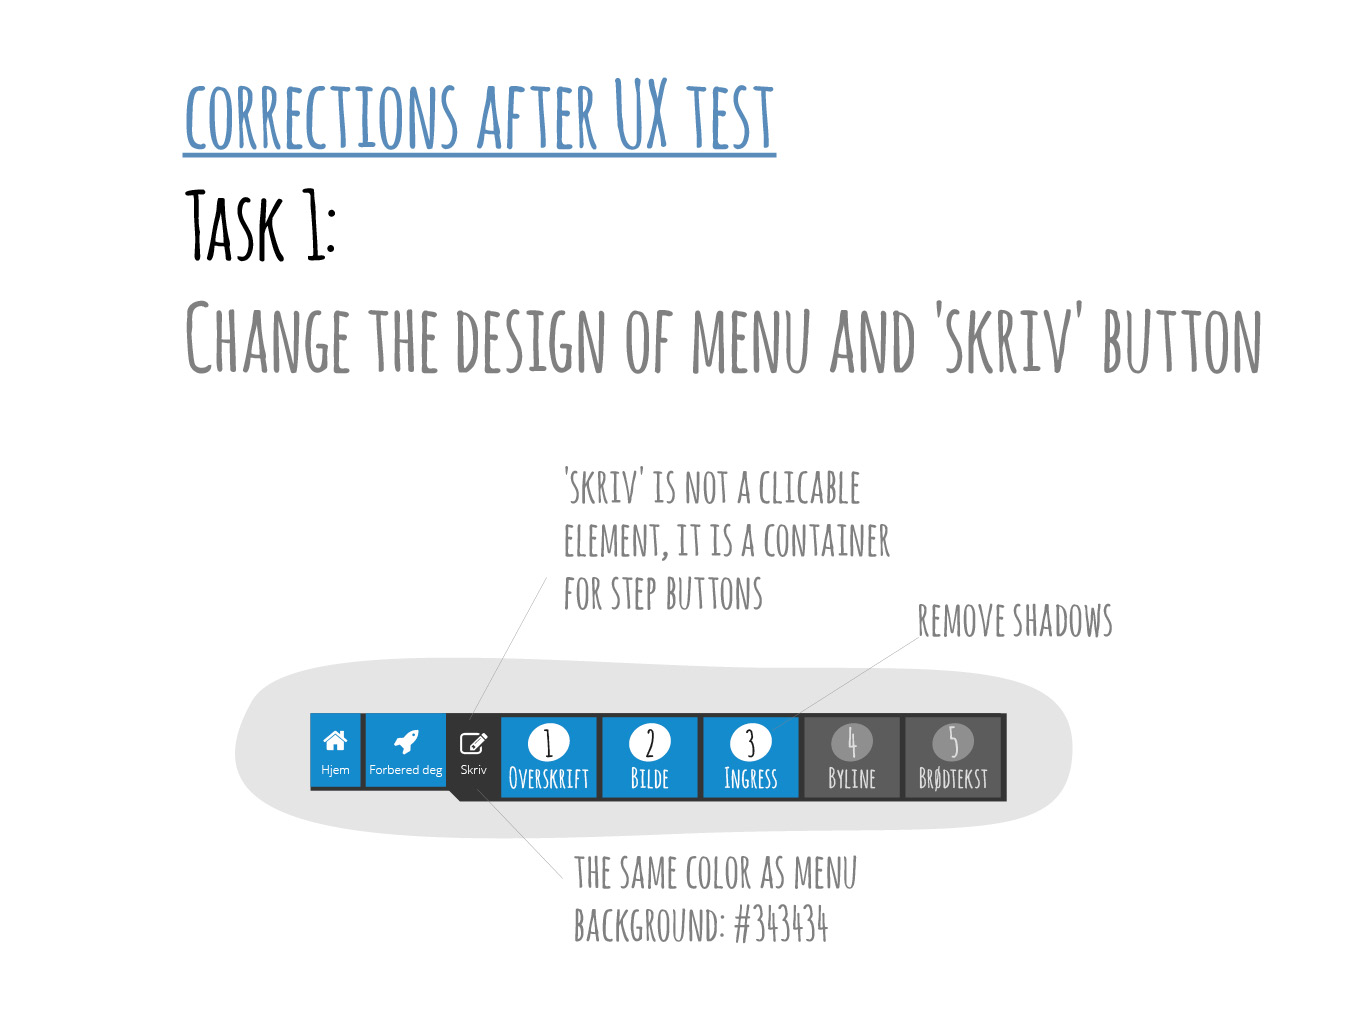 CORRECTIONS AFTER UX TEST
TASK 1:
CHANGE THE DESIGN OF MENU AND 'SKRIV' BUTTON
'SKRIV' IS NOT A CLICABLE
ELEMENT, IT IS A CONTAINER
FOR STEP BUTTONS
REMOVE SHADOWS
1 2 3 4 5
Hjem Forbered deg Skriv OVERSKRIFT BILDE INGRESS BYLINE BRØDTEKST
THE SAME COLOR AS MENU
BACKGROUND: #343434